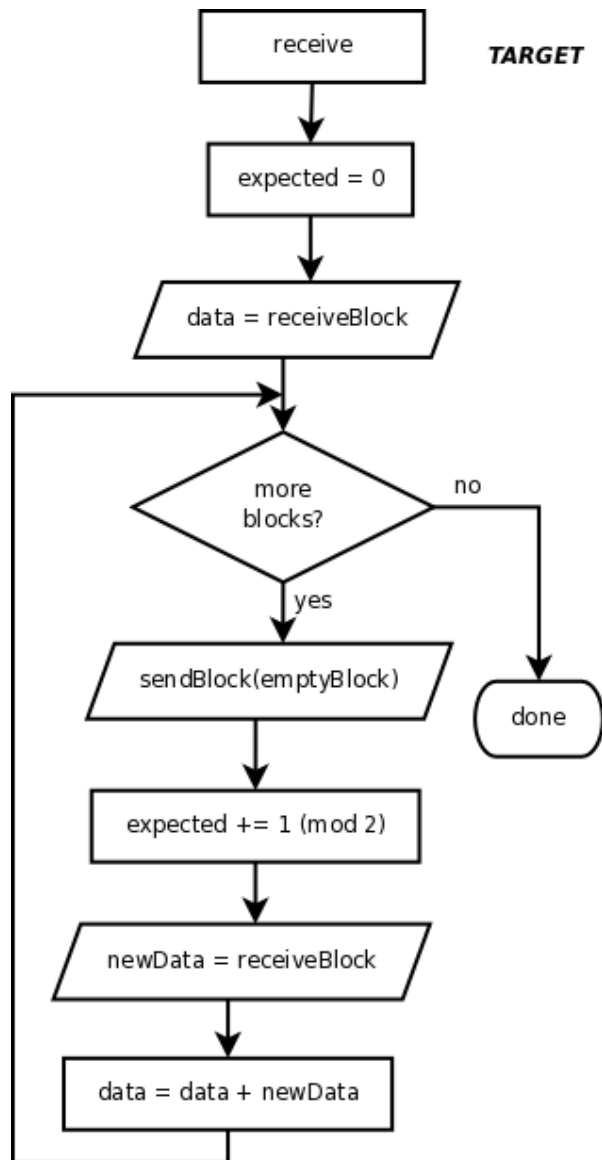 receive
TARGET
expected = 0
data = receiveBlock
more
blocks?
no
yes
sendBlock(emptyBlock)
done
expected += 1 (mod 2)
newData = receiveBlock
data = data + newData